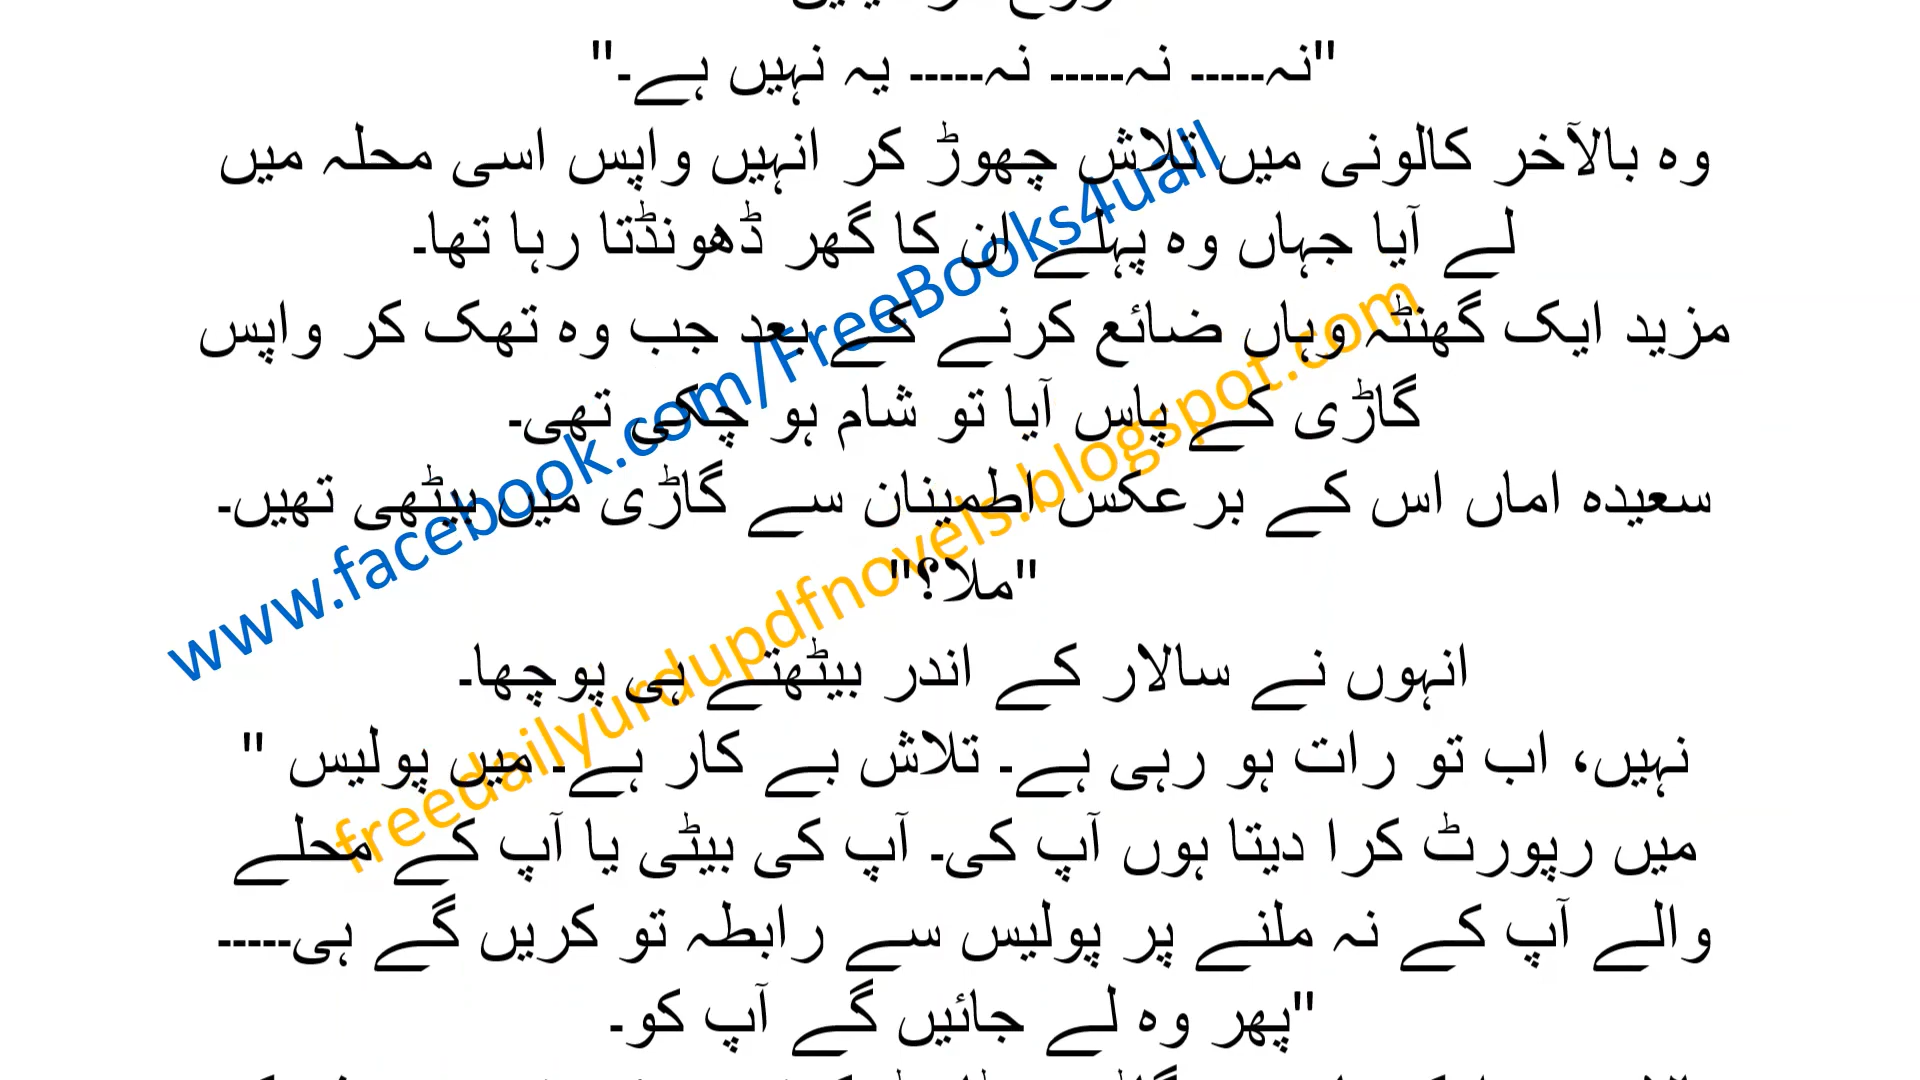 "نہ----- نہ----- نہ----- یہ نہیں ہے۔"
وہ بالآخر کالونی میں تلاش چھوڑ کر انہیں واپس اسی محلہ میں
لے آیا جہاں وہ پہلے ان کا گھر ڈھونڈتا رہا تھا۔
مزید ایک گھنٹہ وہاں ضائع کرنے کے بعد جب وہ تھک کر واپس
گاڑی کے پاس آیا تو شام ہو چکی تھی۔
سعیدہ اماں اس کے برعکس اطمینان سے گاڑی میں بیٹھی تھیں۔
"ملا؟"
انہوں نے سالار کے اندر بیٹھتے ہی پوچھا۔
نہیں، اب تو رات ہو رہی ہے۔ تلاش بے کار ہے۔ میں پولیس "
میں رپورٹ کرا دیتا ہوں آپ کی۔ آپ کی بیٹی یا آپ کے محلے
والے آپ کے نہ ملنے پر پولیس سے رابطہ تو کریں گے ہی-----
"پھر وہ لے جائیں گے آپ کو۔
www.facebook.com/FreeBooks4uall
freedailyurdupdfnovels.blogspot.com